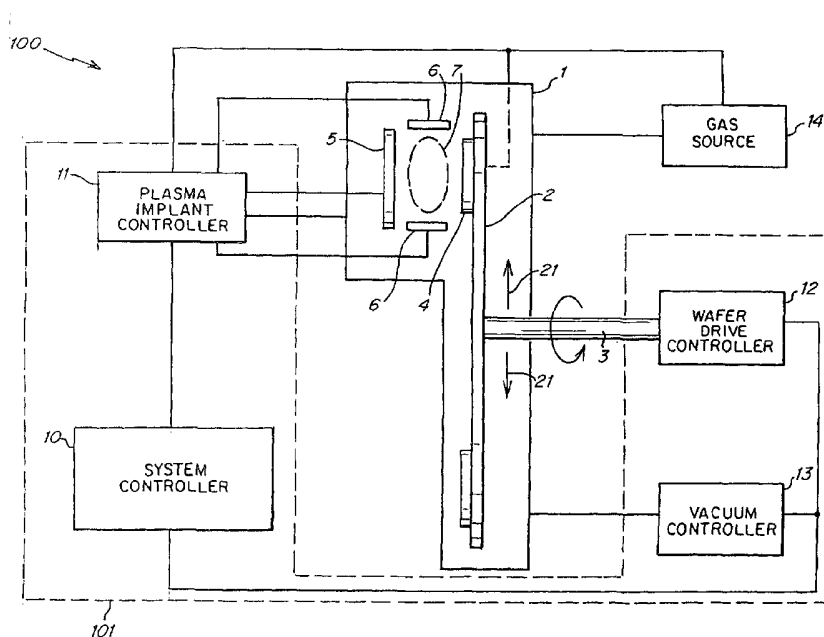 100
6 7
1
5
GAS
SOURCE
14
11
PLASMA
IMPLANT
CONTROLLER
2
6 4
21
12
WAFER
DRIVE
CONTROLLER
3
21
10
SYSTEM
CONTROLLER
13
VACUUM
CONTROLLER
101